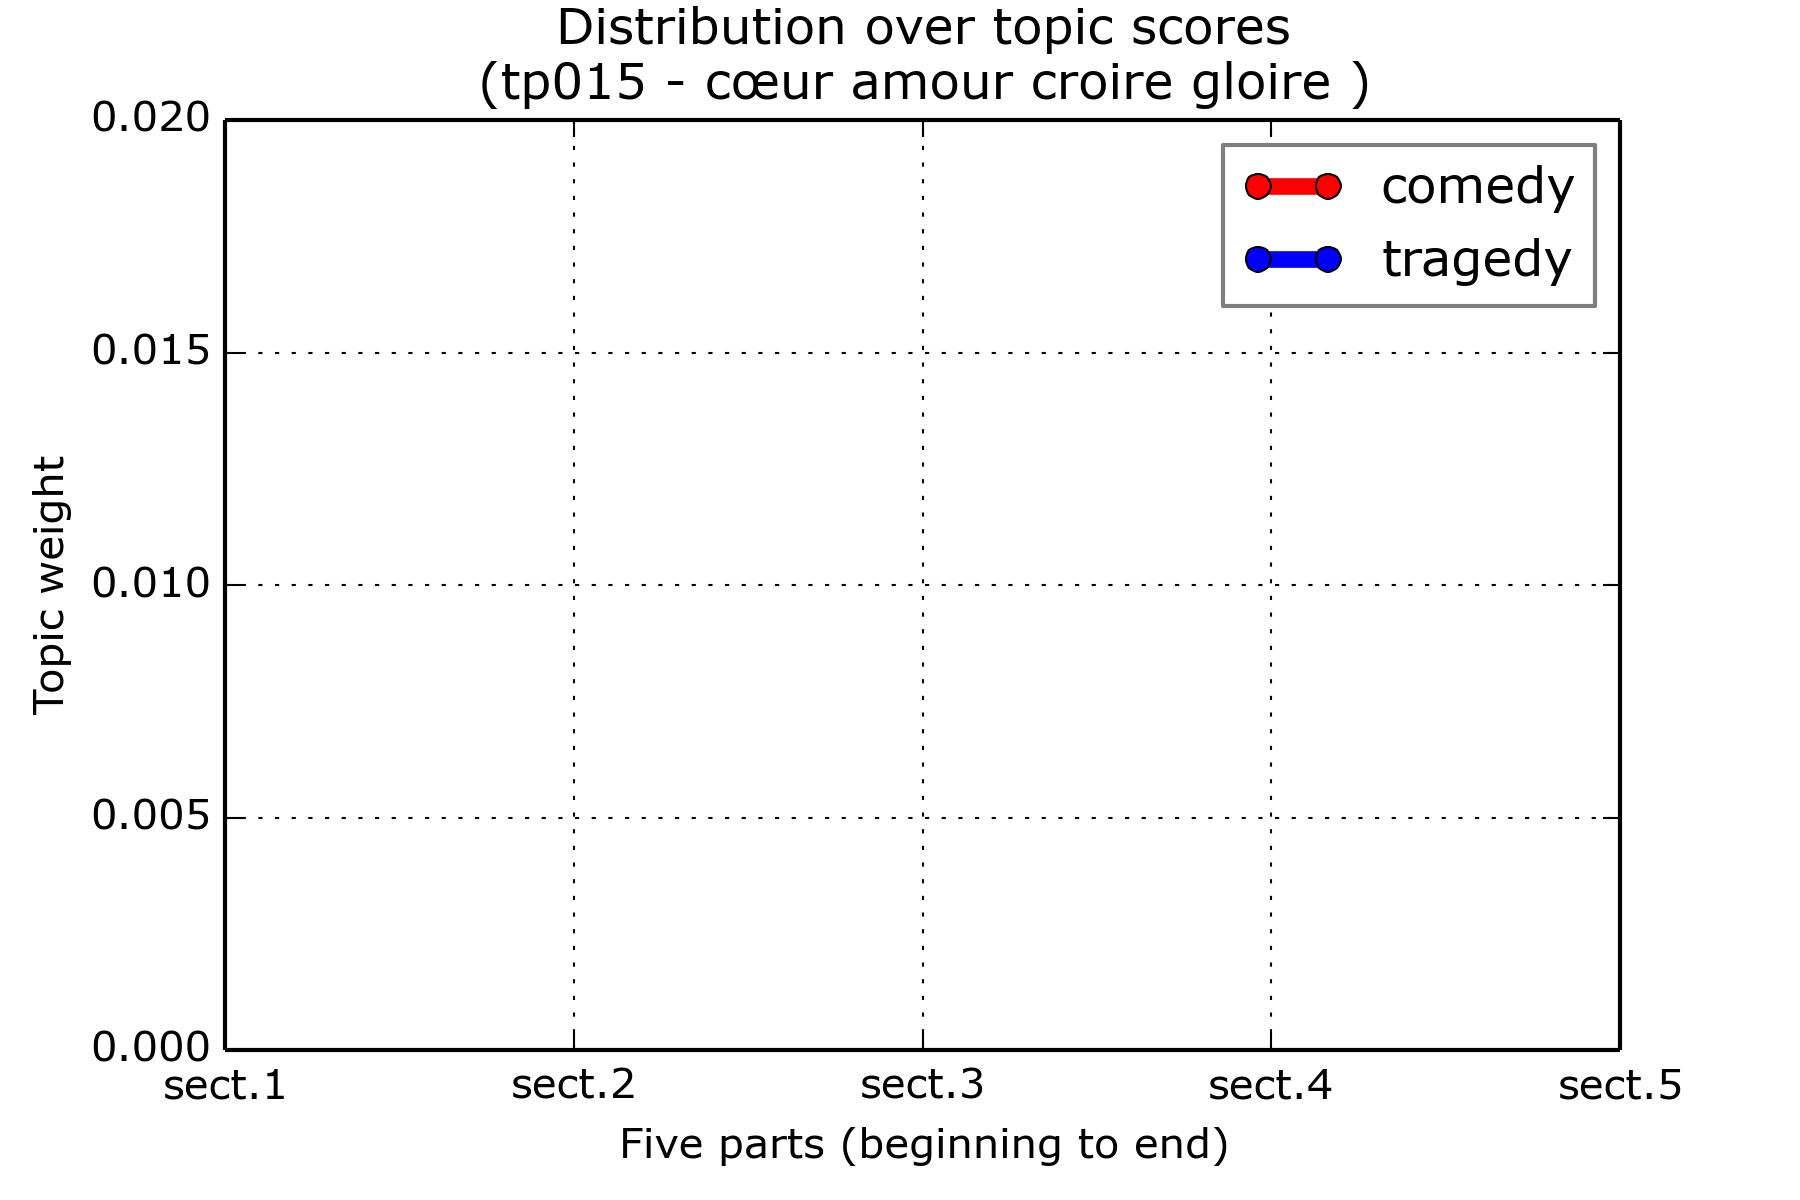 Distribution over topic scores
(tp015 - cœur amour croire gloire )
0.020
comedy
tragedy
0.015
0.010
0.005
0.000
Topic weight
sect.1 sect.2 sect.3 sect.4 sect.5
Five parts (beginning to end)